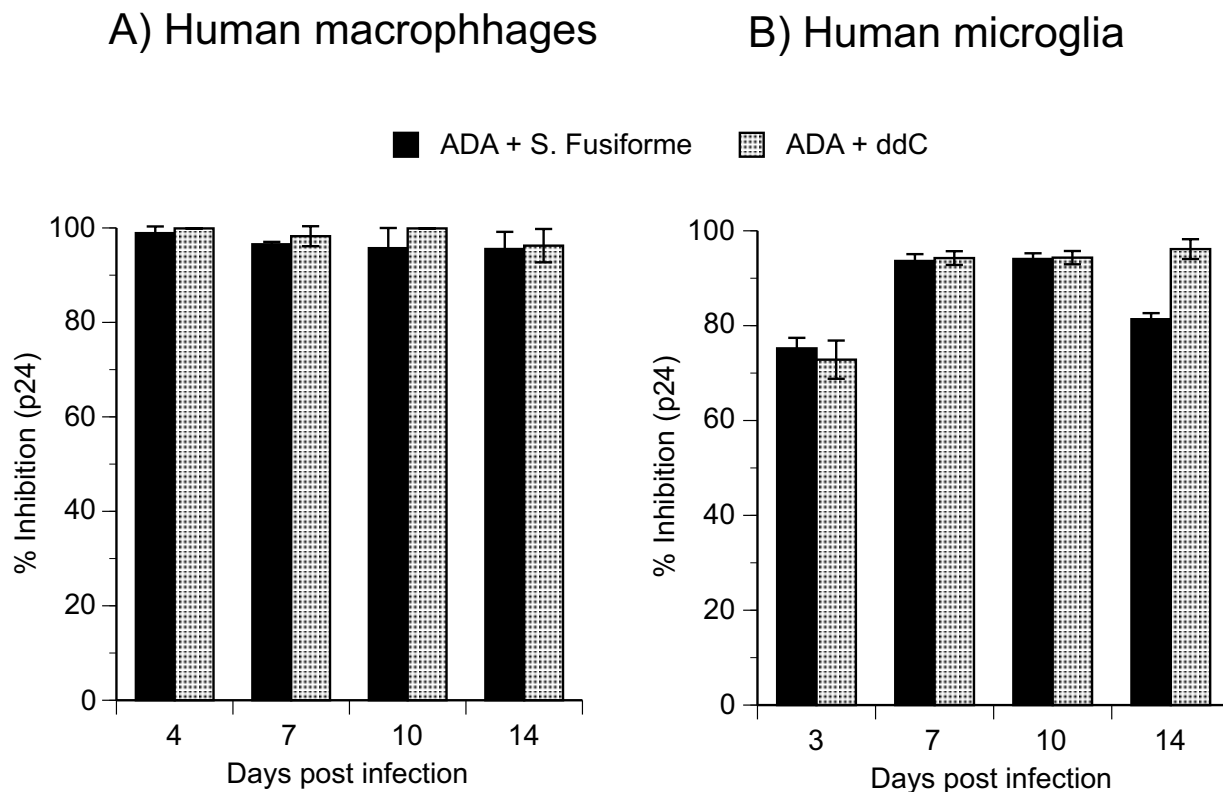 A) Human macrophhages
B) Human microglia
ADA + S. Fusiforme
ADA + ddC
% Inhibition (p24)
100
80
60
40
20
0
4 7 10 14
Days post infection
% Inhibition (p24)
100
80
60
40
20
0
3 7 10 14
Days post infection